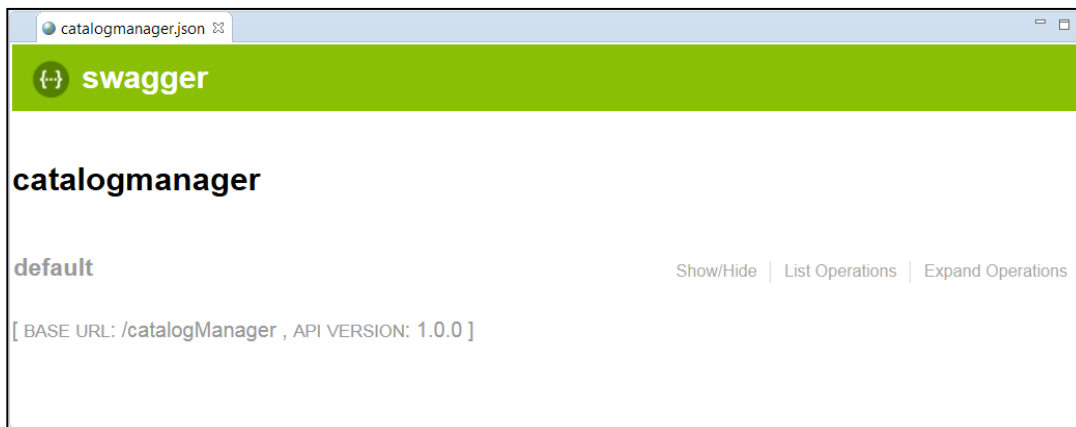 catalogmanager.json
{···} swagger
catalogmanager
default
Show/Hide | List Operations | Expand Operations
[ BASE URL: /catalogManager , API VERSION: 1.0.0 ]